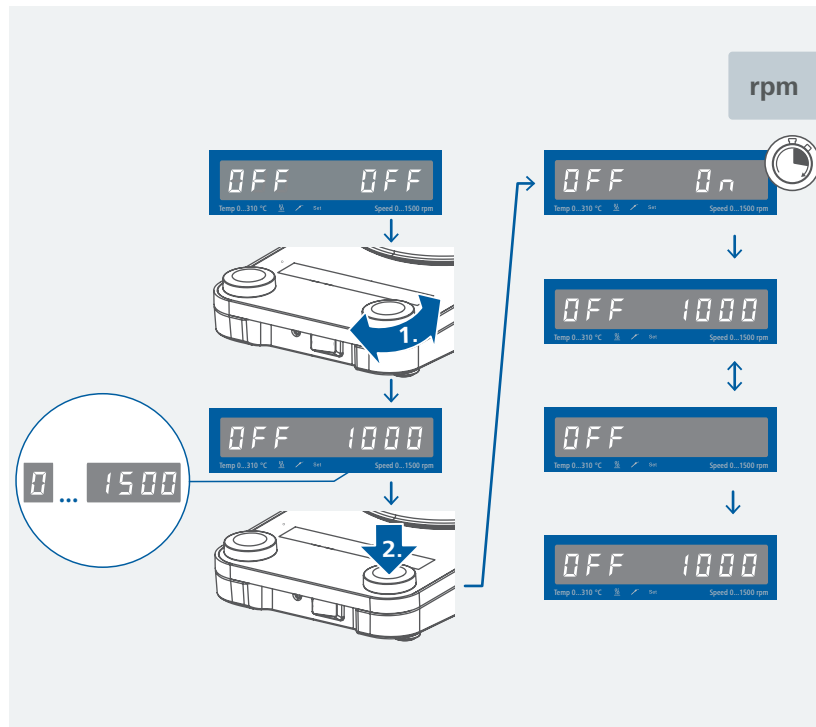 rpm
OFF OFF
Temp 0...310 °C Set Speed 0...1500 rpm
1.
OFF 1000
Temp 0...310 °C Set Speed 0...1500 rpm
0 ... 1500
2.
OFF On
Temp 0...310 °C Set Speed 0...1500 rpm
OFF 1000
Temp 0...310 °C Set Speed 0...1500 rpm
OFF
Temp 0...310 °C Set Speed 0...1500 rpm
OFF 1000
Temp 0...310 °C Set Speed 0...1500 rpm